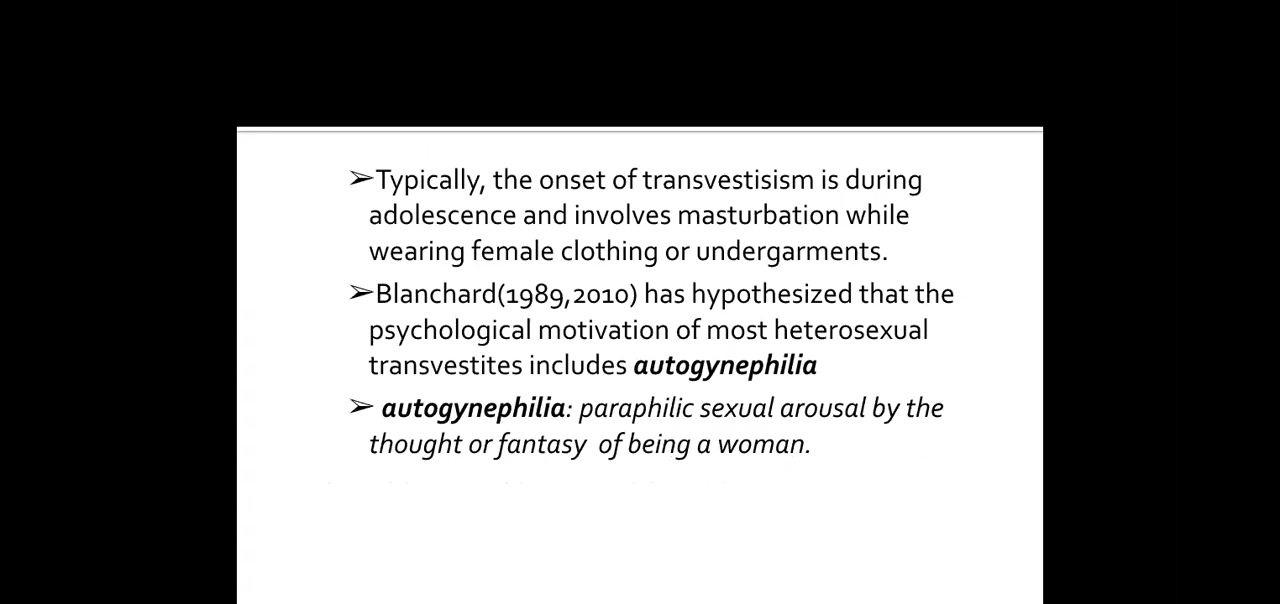 ➢Typically, the onset of transvestisism is during
adolescence and involves masturbation while
wearing female clothing or undergarments.
➢Blanchard(1989,2010) has hypothesized that the
psychological motivation of most heterosexual
transvestites includes autogynephilia
➢ autogynephilia: paraphilic sexual arousal by the
thought or fantasy of being a woman.